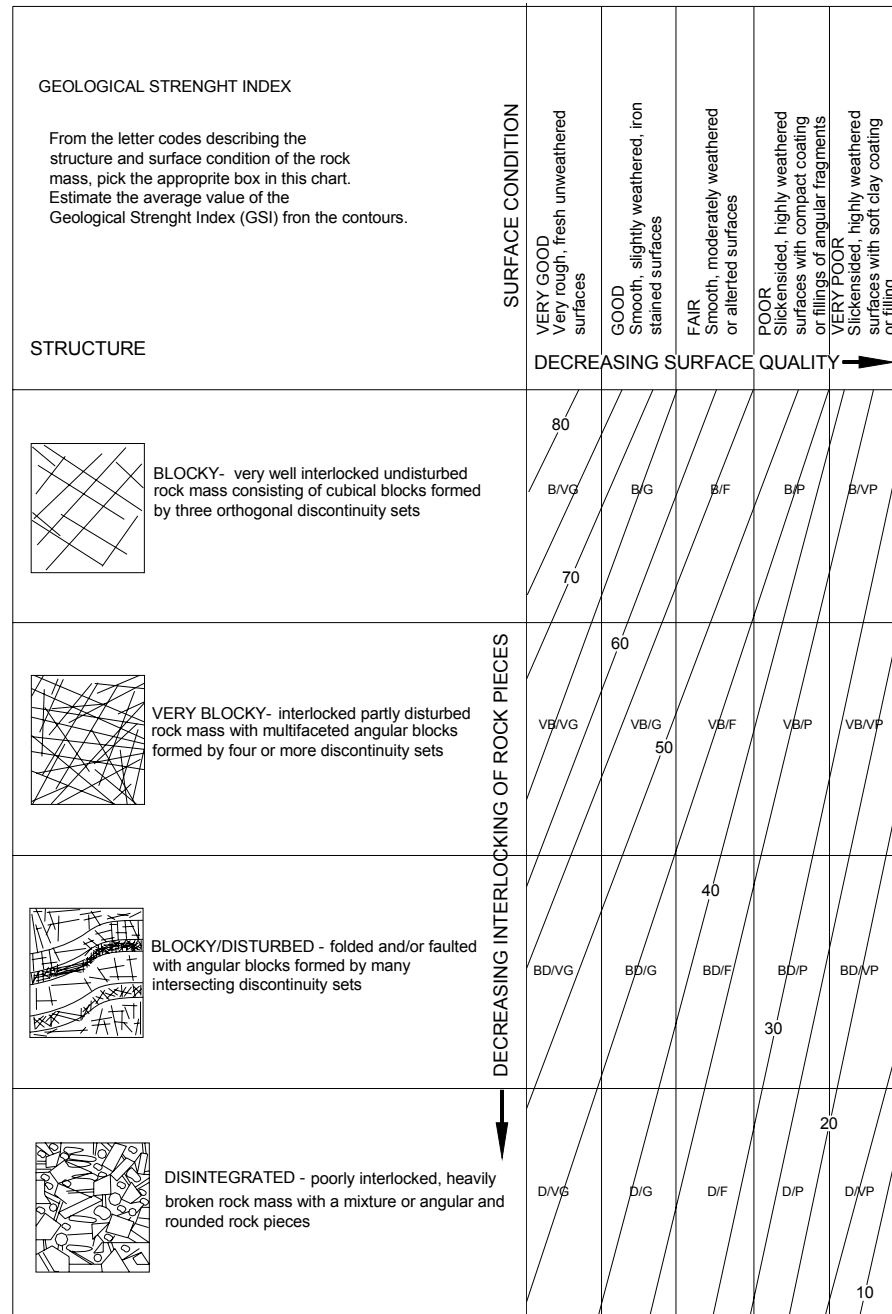 GEOLOGICAL STRENGHT INDEX
From the letter codes describing the
structure and surface condition of the rock
mass, pick the approprite box in this chart.
Estimate the average value of the
Geological Strenght Index (GSI) fron the contours.
STRUCTURE
SURFACE CONDITION
VERY GOOD
Very rough, fresh unweathered
surfaces
GOOD
Smooth, slightly weathered, iron
stained surfaces
FAIR
Smooth, moderately weathered
or alterted surfaces
POOR
Slickensided, highly weathered
surfaces with compact coating
or fillings of angular fragments
VERY POOR
Slickensided, highly weathered
surfaces with soft clay coating
or filling
DECREASING SURFACE QUALITY
DECREASING INTERLOCKING OF ROCK PIECES
BLOCKY- very well interlocked undisturbed
rock mass consisting of cubical blocks formed
by three orthogonal discontinuity sets
80
B/VG B/G B/F B/P B/VP
70
VERY BLOCKY- interlocked partly disturbed
rock mass with multifaceted angular blocks
formed by four or more discontinuity sets
60
VB/VG VB/G VB/F VB/P VB/VP
50
BLOCKY/DISTURBED - folded and/or faulted
with angular blocks formed by many
intersecting discontinuity sets
40
BD/VG BD/G BD/F BD/P BD/VP
30
DISINTEGRATED - poorly interlocked, heavily
broken rock mass with a mixture or angular and
rounded rock pieces
20
D/VG D/G D/F D/P D/VP
10